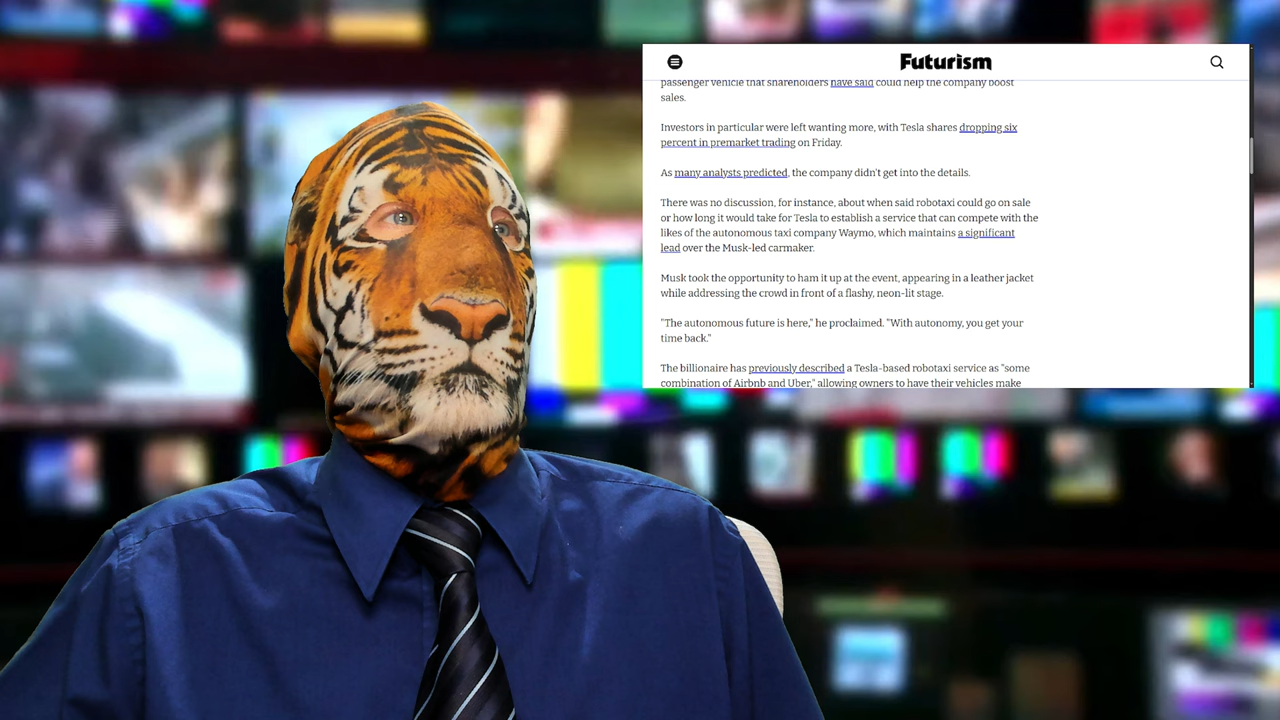 Futurism
passenger vehicle that shareholders have said could help the company boost
sales.
Investors in particular were left wanting more, with Tesla shares dropping six
percent in premarket trading on Friday.
As many analysts predicted, the company didn't get into the details.
There was no discussion, for instance, about when said robotaxi could go on sale
or how long it would take for Tesla to establish a service that can compete with the
likes of the autonomous taxi company Waymo, which maintains a significant
lead over the Musk-led carmaker.
Musk took the opportunity to ham it up at the event, appearing in a leather jacket
while addressing the crowd in front of a flashy, neon-lit stage.
"The autonomous future is here," he proclaimed. "With autonomy, you get your
time back."
The billionaire has previously described a Tesla-based robotaxi service as "some
combination of Airbnb and Uber," allowing owners to have their vehicles make